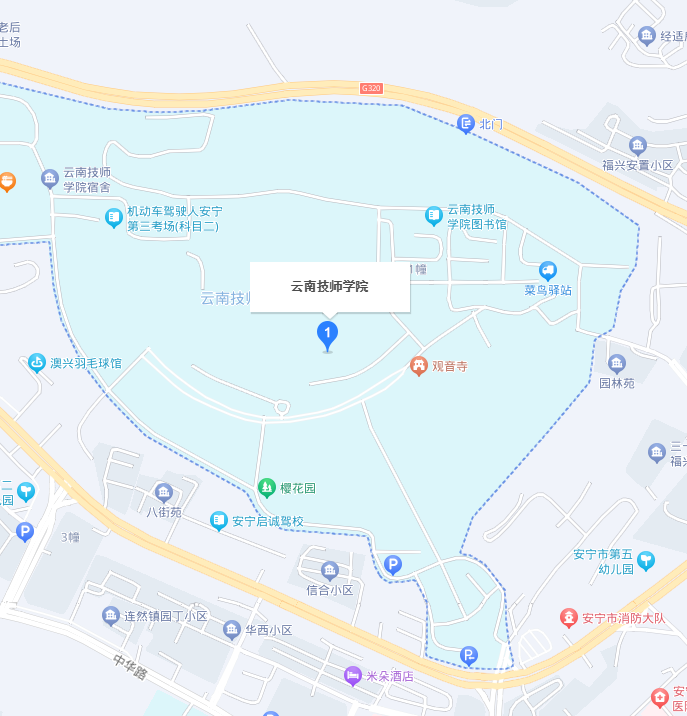 老后
土场
经适
G320
北门
福兴安置小区
云南技师
学院宿舍
机动车驾驶人安宁
第三考场(科目二)
云南技师
学院图书馆
1幢
云南技师学院
云南技
菜鸟驿站
1
澳兴羽毛球馆
观音寺
园林苑
三
福兴
二
园
樱花园
八街苑
安宁启诚驾校
P
3幢
P
信合小区
安宁市第五
幼儿园
连然镇园丁小区
华西小区
安宁市消防大队
中华路
P
米朵酒店
安宁
医